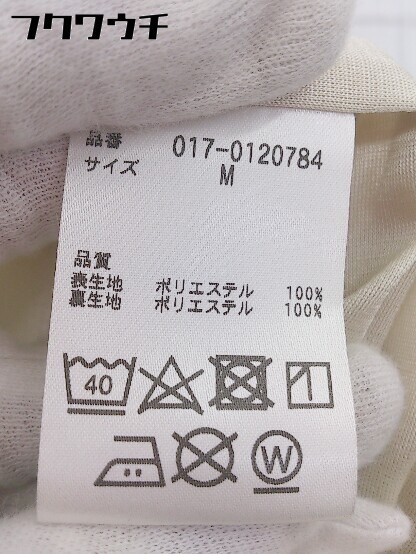 フクワウチ
品番 017-0120784
サイズ M
品質
表生地 ポリエステル 100%
裏生地 ポリエステル 100%
40
W